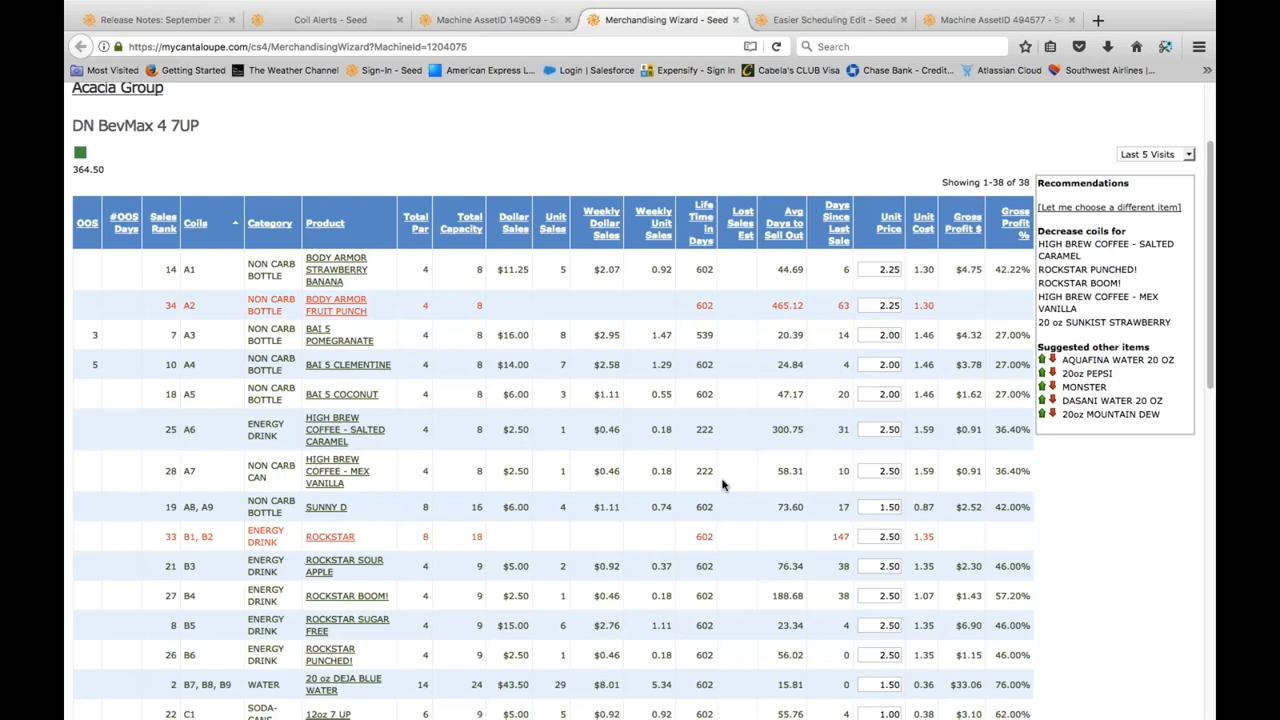 Release Notes: September 2
Coil Alerts - Seed
Machine AssetID 149069 - S
Merchandising Wizard - Seed
Easier Scheduling Edit - Seed
Machine AssetID 494577 - S
https://mycantaloupe.com/cs4/MerchandisingWizard?MachineId=1204075
Search
Most Visited Getting Started The Weather Channel Sign-In - Seed American Express L... Login | Salesforce Expensify - Sign In Cabela's CLUB Visa Chase Bank - Credit... Atlassian Cloud Southwest Airlines |...
Acacia Group
DN BevMax 4 7UP
364.50
Last 5 Visits
Showing 1-38 of 38
OOS #OOS Days Sales Rank Coils Category Product Total Par Total Capacity Dollar Sales Unit Sales Weekly Dollar Sales Weekly Unit Sales Life Time in Days Lost Sales Est Avg Days to Sell Out Days Since Last Sale Unit Price Unit Cost Gross Profit $ Gross Profit %
14 A1 NON CARB BOTTLE BODY ARMOR STRAWBERRY BANANA 4 8 $11.25 5 $2.07 0.92 602 44.69 6 2.25 1.30 $4.75 42.22%
34 A2 NON CARB BOTTLE BODY ARMOR FRUIT PUNCH 4 8 602 465.12 63 2.25 1.30
3 7 A3 NON CARB BOTTLE BAI 5 POMEGRANATE 4 8 $16.00 8 $2.95 1.47 539 20.39 14 2.00 1.46 $4.32 27.00%
5 10 A4 NON CARB BOTTLE BAI 5 CLEMENTINE 4 8 $14.00 7 $2.58 1.29 602 24.84 4 2.00 1.46 $3.78 27.00%
18 A5 NON CARB BOTTLE BAI 5 COCONUT 4 8 $6.00 3 $1.11 0.55 602 47.17 20 2.00 1.46 $1.62 27.00%
25 A6 ENERGY DRINK HIGH BREW COFFEE - SALTED CARAMEL 4 8 $2.50 1 $0.46 0.18 222 300.75 31 2.50 1.59 $0.91 36.40%
28 A7 NON CARB CAN HIGH BREW COFFEE - MEX VANILLA 4 8 $2.50 1 $0.46 0.18 222 58.31 10 2.50 1.59 $0.91 36.40%
19 A8, A9 NON CARB BOTTLE SUNNY D 8 16 $6.00 4 $1.11 0.74 602 73.60 17 1.50 0.87 $2.52 42.00%
33 B1, B2 ENERGY DRINK ROCKSTAR 8 18 602 147 2.50 1.35
21 B3 ENERGY DRINK ROCKSTAR SOUR APPLE 4 9 $5.00 2 $0.92 0.37 602 76.34 38 2.50 1.35 $2.30 46.00%
27 B4 ENERGY DRINK ROCKSTAR BOOM! 4 9 $2.50 1 $0.46 0.18 602 188.68 38 2.50 1.07 $1.43 57.20%
8 B5 ENERGY DRINK ROCKSTAR SUGAR FREE 4 9 $15.00 6 $2.76 1.11 602 23.34 4 2.50 1.35 $6.90 46.00%
26 B6 ENERGY DRINK ROCKSTAR PUNCHED! 4 9 $2.50 1 $0.46 0.18 602 56.02 0 2.50 1.35 $1.15 46.00%
2 B7, B8, B9 WATER 20 oz DEJA BLUE WATER 14 24 $43.50 29 $8.01 5.34 602 15.81 0 1.50 0.36 $33.06 76.00%
22 C1 SODA- 12oz 7 UP 6 9 $5.00 5 $0.92 0.92 602 55.76 4 1.00 0.38 $3.10 62.00%
Recommendations
[Let me choose a different item]
Decrease coils for
HIGH BREW COFFEE - SALTED
CARAMEL
ROCKSTAR PUNCHED!
ROCKSTAR BOOM!
HIGH BREW COFFEE - MEX
VANILLA
20 oz SUNKIST STRAWBERRY
Suggested other items
AQUAFINA WATER 20 OZ
20oz PEPSI
MONSTER
DASANI WATER 20 OZ
20oz MOUNTAIN DEW